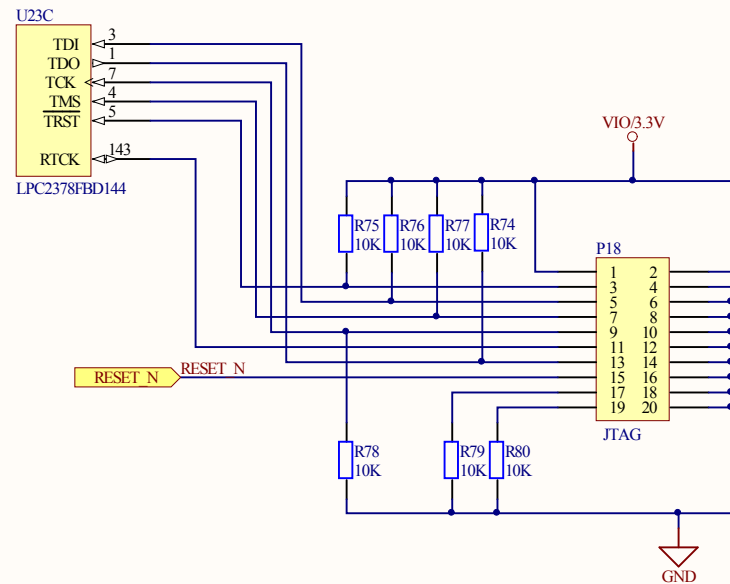 U23C
TDI 3
TDO 1
TCK 7
TMS 4
TRST 5
RTCK 143
LPC2378FBD144
VIO/3.3V
R75 R76 R77 R74
10K 10K 10K 10K
P18
1 2
3 4
5 6
7 8
9 10
11 12
13 14
15 16
17 18
19 20
JTAG
RESET_N RESET_N
R78 R79 R80
10K 10K 10K
GND